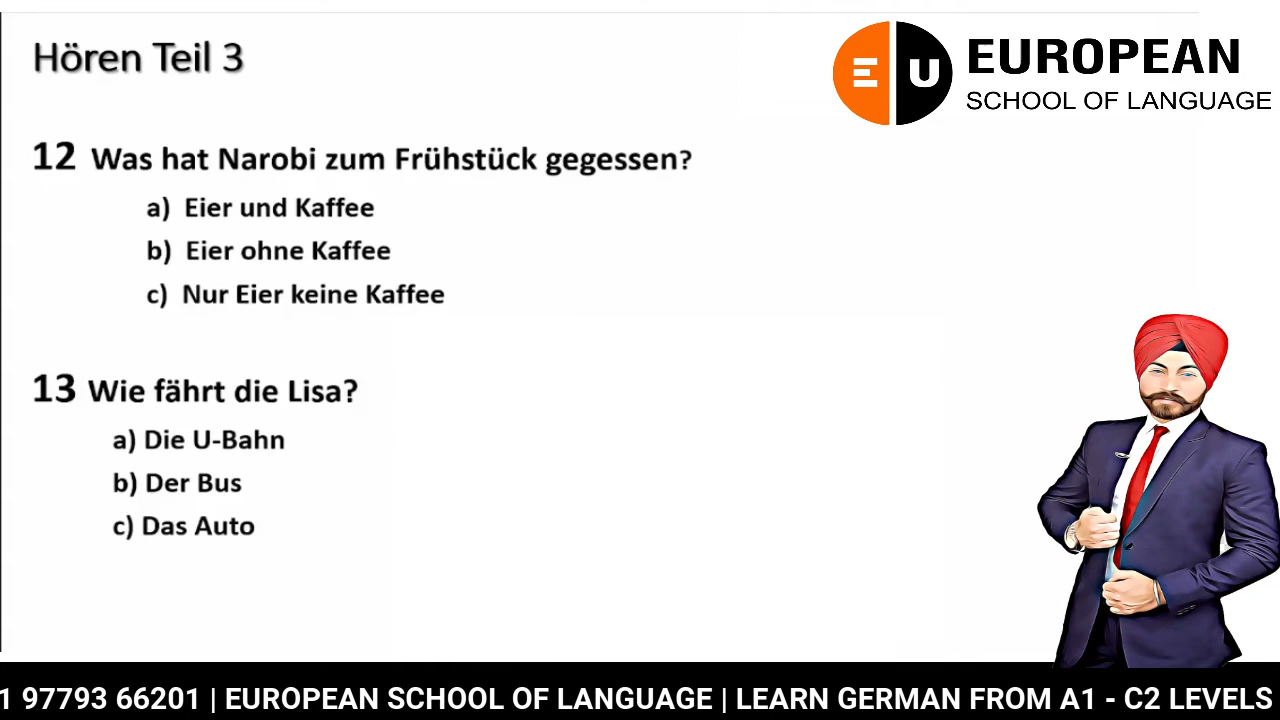 Hören Teil 3
EU EUROPEAN
SCHOOL OF LANGUAGE
12 Was hat Narobi zum Frühstück gegessen?
a) Eier und Kaffee
b) Eier ohne Kaffee
c) Nur Eier keine Kaffee
13 Wie fährt die Lisa?
a) Die U-Bahn
b) Der Bus
c) Das Auto
1 97793 66201 | EUROPEAN SCHOOL OF LANGUAGE | LEARN GERMAN FROM A1 - C2 LEVELS